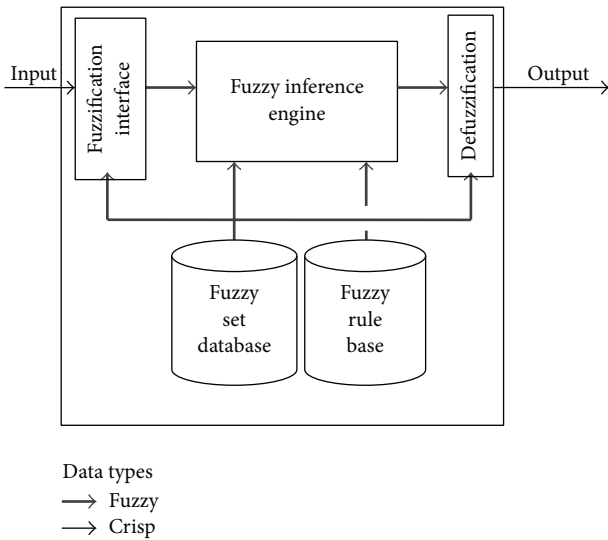 Input
Fuzzification
interface
Fuzzy inference
engine
Defuzzification
Output
Fuzzy
set
database
Fuzzy
rule
base
Data types
Fuzzy
Crisp